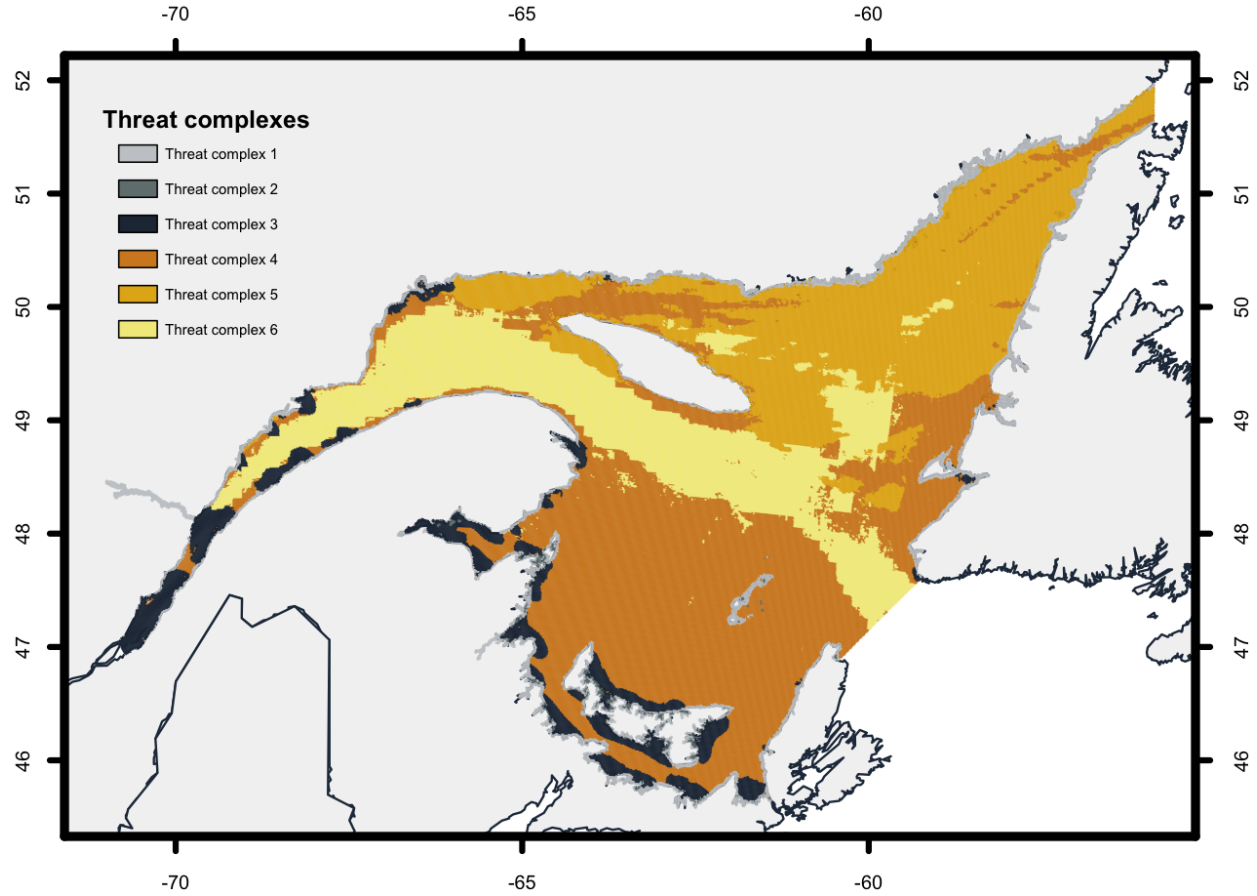 -70 -65 -60
52 52
Threat complexes
Threat complex 1
Threat complex 2
51 51
Threat complex 3
Threat complex 4
Threat complex 5
50 50
Threat complex 6
49 49
48 48
47 47
46 46
-70 -65 -60